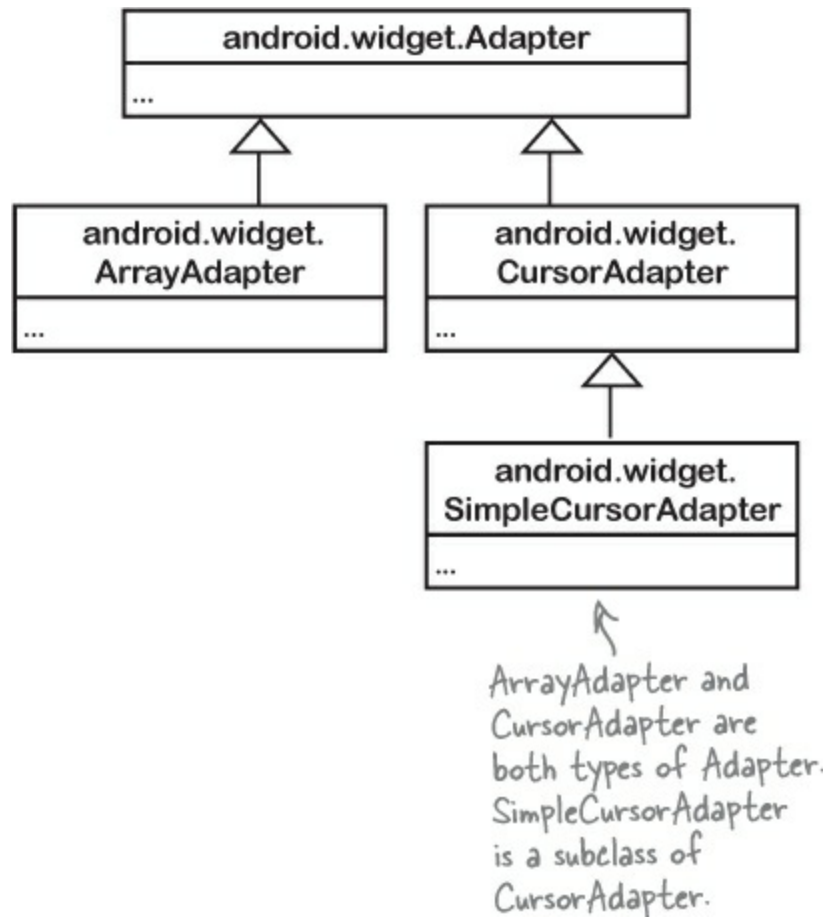 android.widget.Adapter
...
android.widget.
ArrayAdapter
...
android.widget.
CursorAdapter
...
android.widget.
SimpleCursorAdapter
...
ArrayAdapter and
CursorAdapter are
both types of Adapter.
SimpleCursorAdapter
is a subclass of
CursorAdapter.